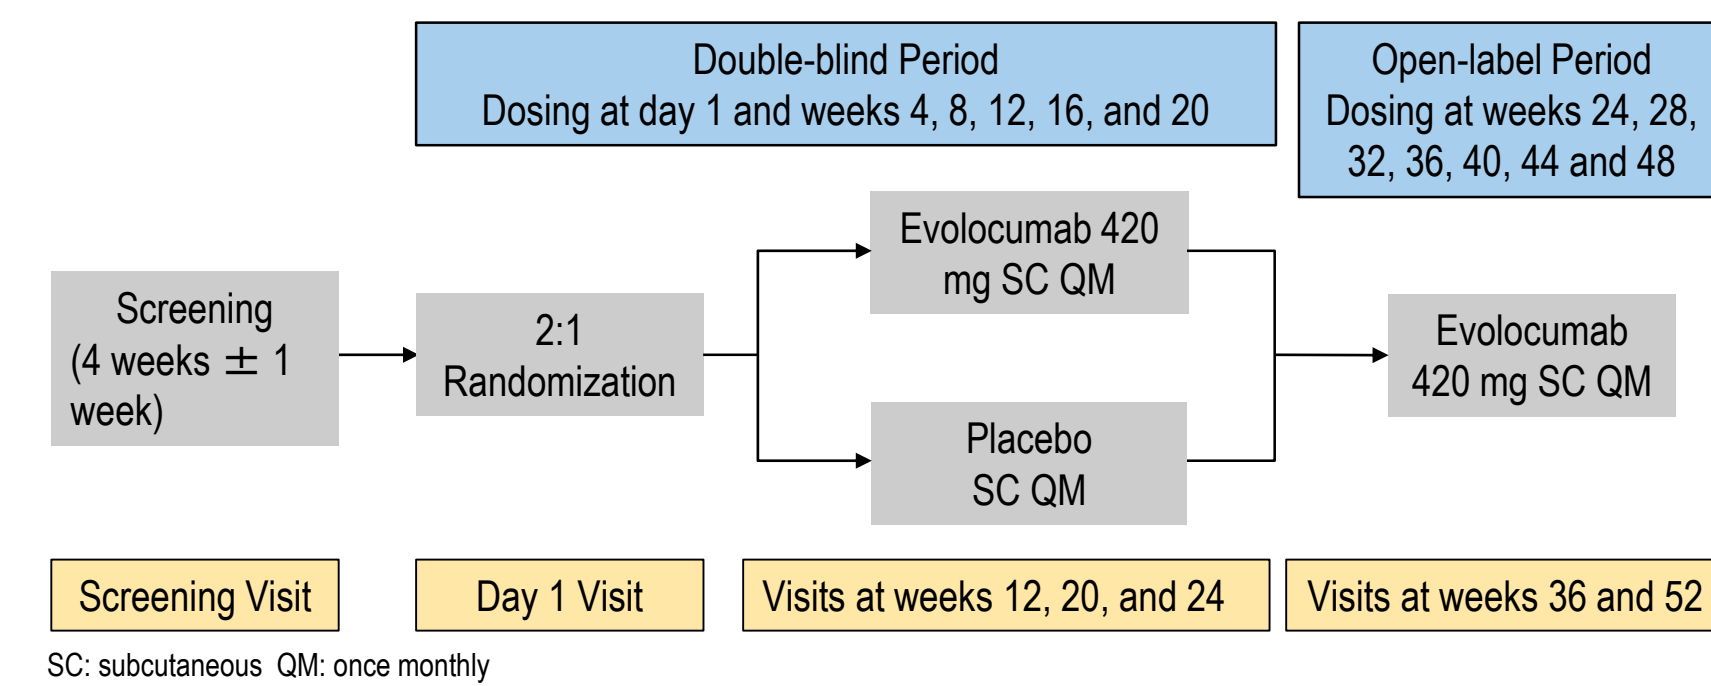 Double-blind Period
Dosing at day 1 and weeks 4, 8, 12, 16, and 20
Open-label Period
Dosing at weeks 24, 28,
32, 36, 40, 44 and 48
Screening
(4 weeks ± 1
week)
2:1
Randomization
Evolocumab 420
mg SC QM
Placebo
SC QM
Evolocumab
420 mg SC QM
Screening Visit
Day 1 Visit
Visits at weeks 12, 20, and 24
Visits at weeks 36 and 52
SC: subcutaneous  QM: once monthly